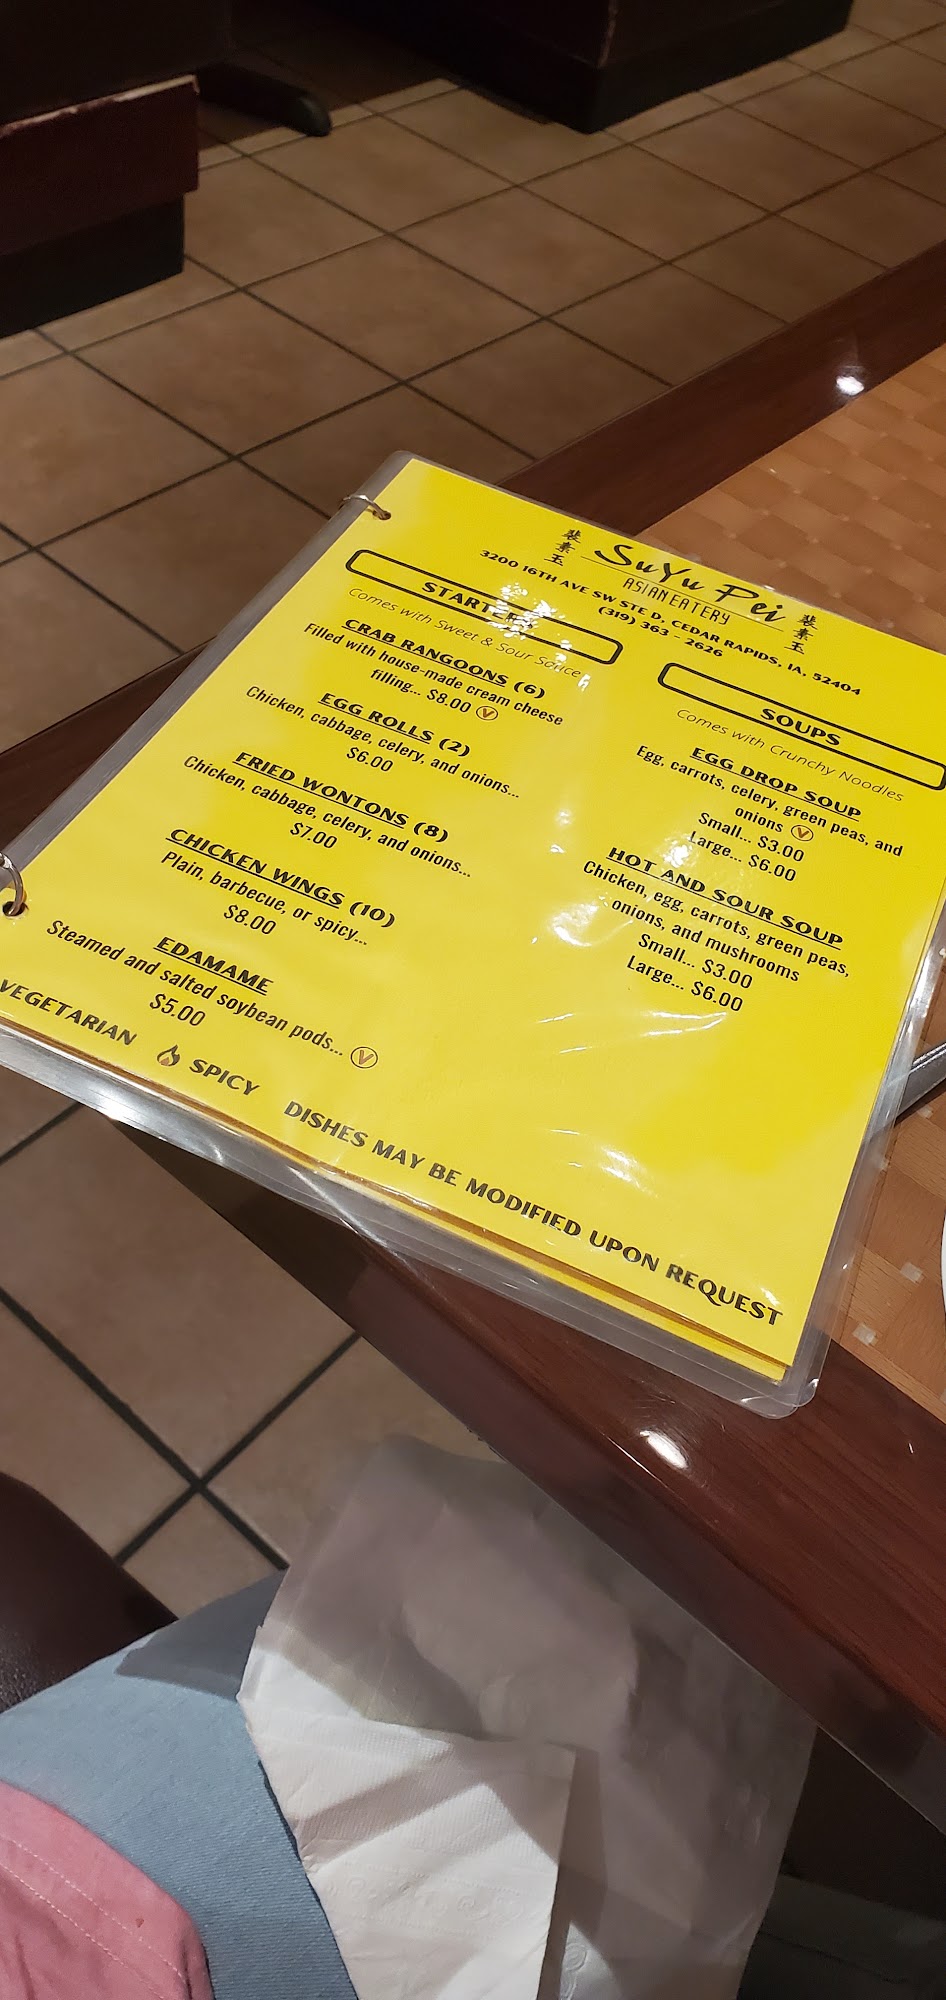 裴素玉
SuYu Pei
裴素玉
ASIAN EATERY
3200 16TH AVE SW STE D, CEDAR RAPIDS, IA, 52404
(319) 363 - 2626
STARTERS
Comes with Sweet & Sour Sauce
CRAB RANGOONS (6)
Filled with house-made cream cheese
filling... $8.00 V
EGG ROLLS (2)
Chicken, cabbage, celery, and onions...
$6.00
FRIED WONTONS (8)
Chicken, cabbage, celery, and onions...
$7.00
CHICKEN WINGS (10)
Plain, barbecue, or spicy...
$8.00
EDAMAME
Steamed and salted soybean pods... V
$5.00
SOUPS
Comes with Crunchy Noodles
EGG DROP SOUP
Egg, carrots, celery, green peas, and
onions V
Small... $3.00
Large... $6.00
HOT AND SOUR SOUP
Chicken, egg, carrots, green peas,
onions, and mushrooms
Small... $3.00
Large... $6.00
VEGETARIAN SPICY DISHES MAY BE MODIFIED UPON REQUEST